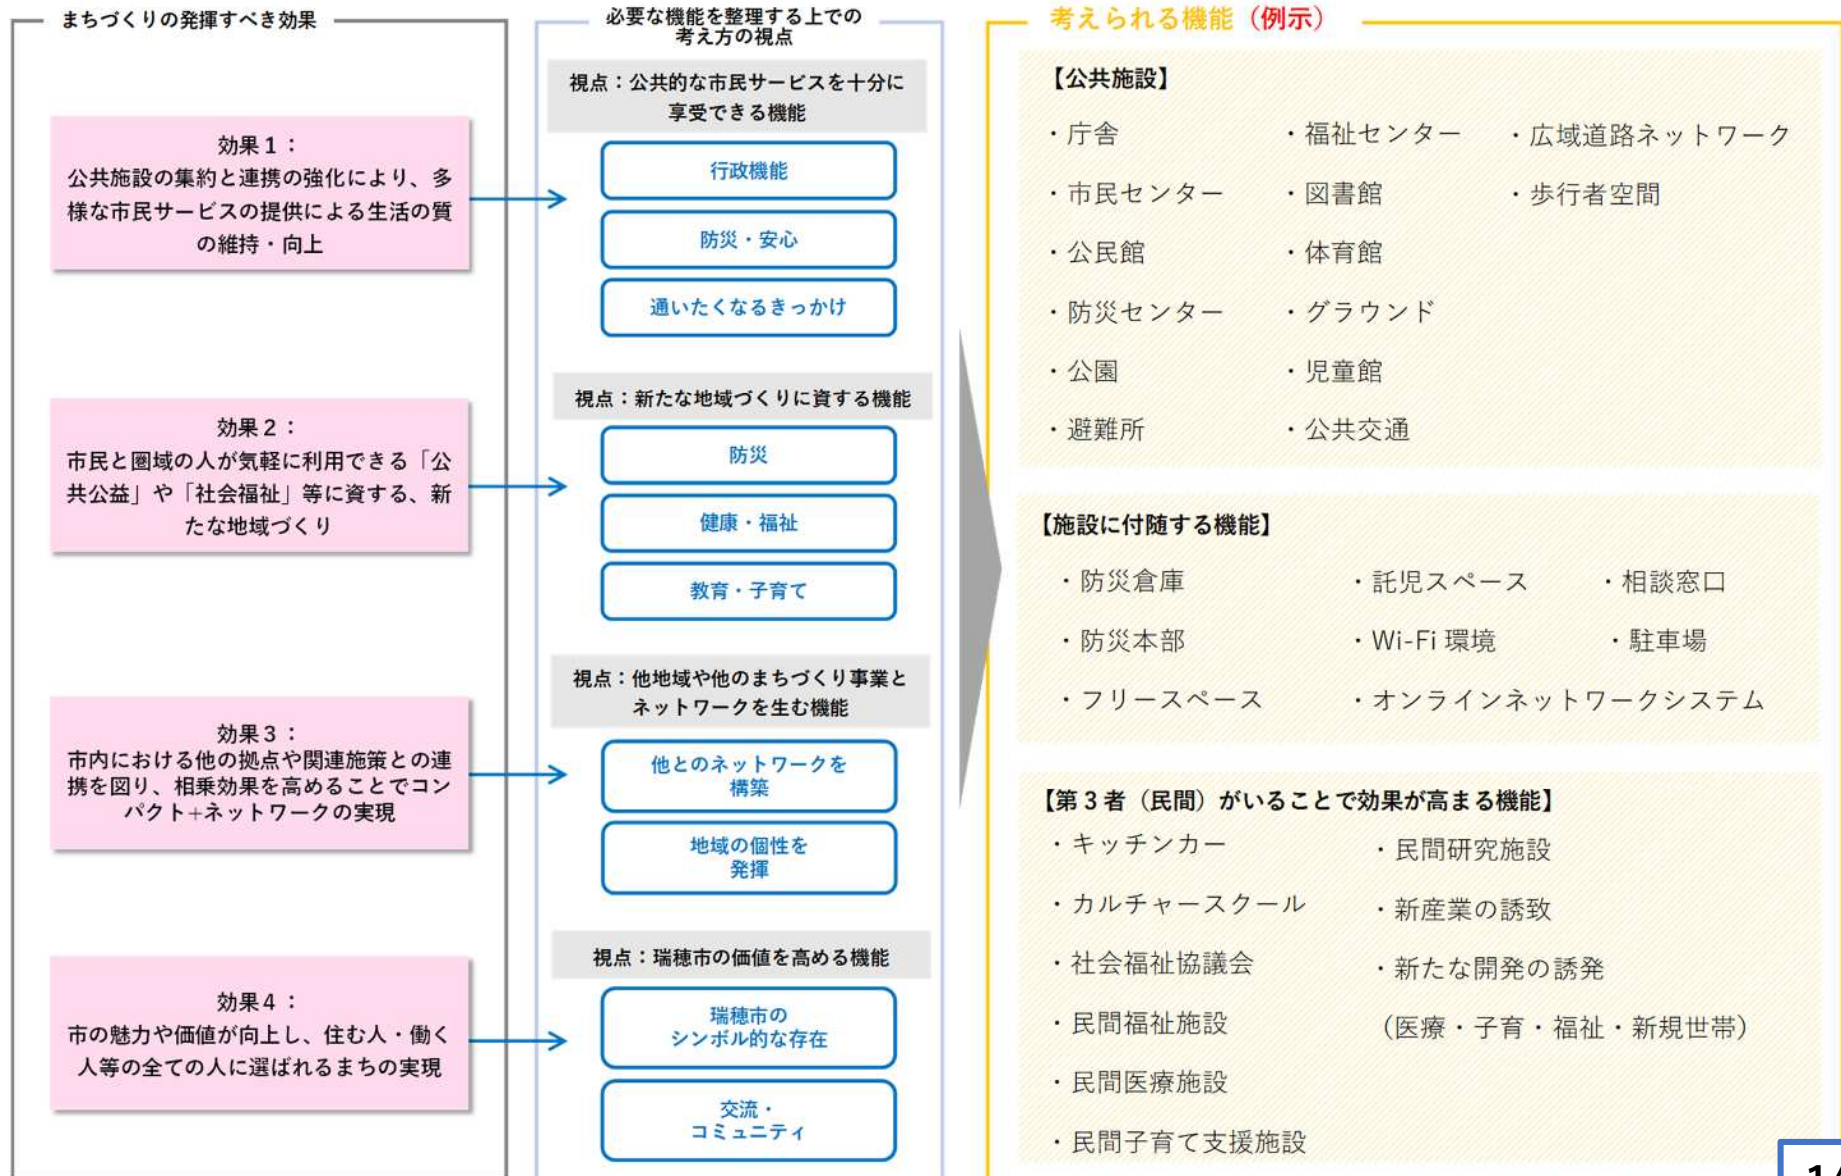 まちづくりの発揮すべき効果
効果1：
公共施設の集約と連携の強化により、多
様な市民サービスの提供による生活の質
の維持・向上
効果2：
市民と圏域の人が気軽に利用できる「公
共公益」や「社会福祉」等に資する、新
たな地域づくり
効果3：
市内における他の拠点や関連施策との連
携を図り、相乗効果を高めることでコン
パクト+ネットワークの実現
効果4：
市の魅力や価値が向上し、住む人・働く
人等の全ての人に選ばれるまちの実現
必要な機能を整理する上での
考え方の視点
視点：公共的な市民サービスを十分に
享受できる機能
行政機能
防災・安心
通いたくなるきっかけ
視点：新たな地域づくりに資する機能
防災
健康・福祉
教育・子育て
視点：他地域や他のまちづくり事業と
ネットワークを生む機能
他とのネットワークを
構築
地域の個性を
発揮
視点：瑞穂市の価値を高める機能
瑞穂市の
シンボル的な存在
交流・
コミュニティ
考えられる機能（例示）
【公共施設】
・庁舎 ・福祉センター ・広域道路ネットワーク
・市民センター ・図書館 ・歩行者空間
・公民館 ・体育館
・防災センター ・グラウンド
・公園 ・児童館
・避難所 ・公共交通
【施設に付随する機能】
・防災倉庫 ・託児スペース ・相談窓口
・防災本部 ・Wi-Fi 環境 ・駐車場
・フリースペース ・オンラインネットワークシステム
【第3者（民間）がいることで効果が高まる機能】
・キッチンカー ・民間研究施設
・カルチャースクール ・新産業の誘致
・社会福祉協議会 ・新たな開発の誘発
・民間福祉施設 （医療・子育・福祉・新規世帯）
・民間医療施設
・民間子育て支援施設